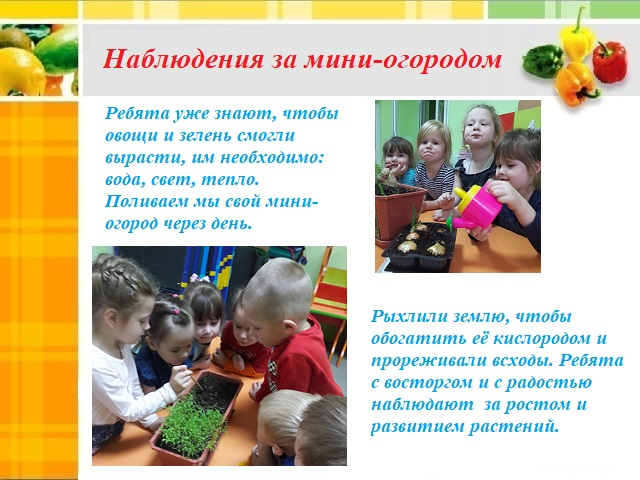 Наблюдения за мини-огородом
Ребята уже знают, чтобы
овощи и зелень смогли
вырасти, им необходимо:
вода, свет, тепло.
Поливаем мы свой мини-
огород через день.
Рыхлили землю, чтобы
обогатить её кислородом и
прореживали всходы. Ребята
с восторгом и с радостью
наблюдают за ростом и
развитием растений.